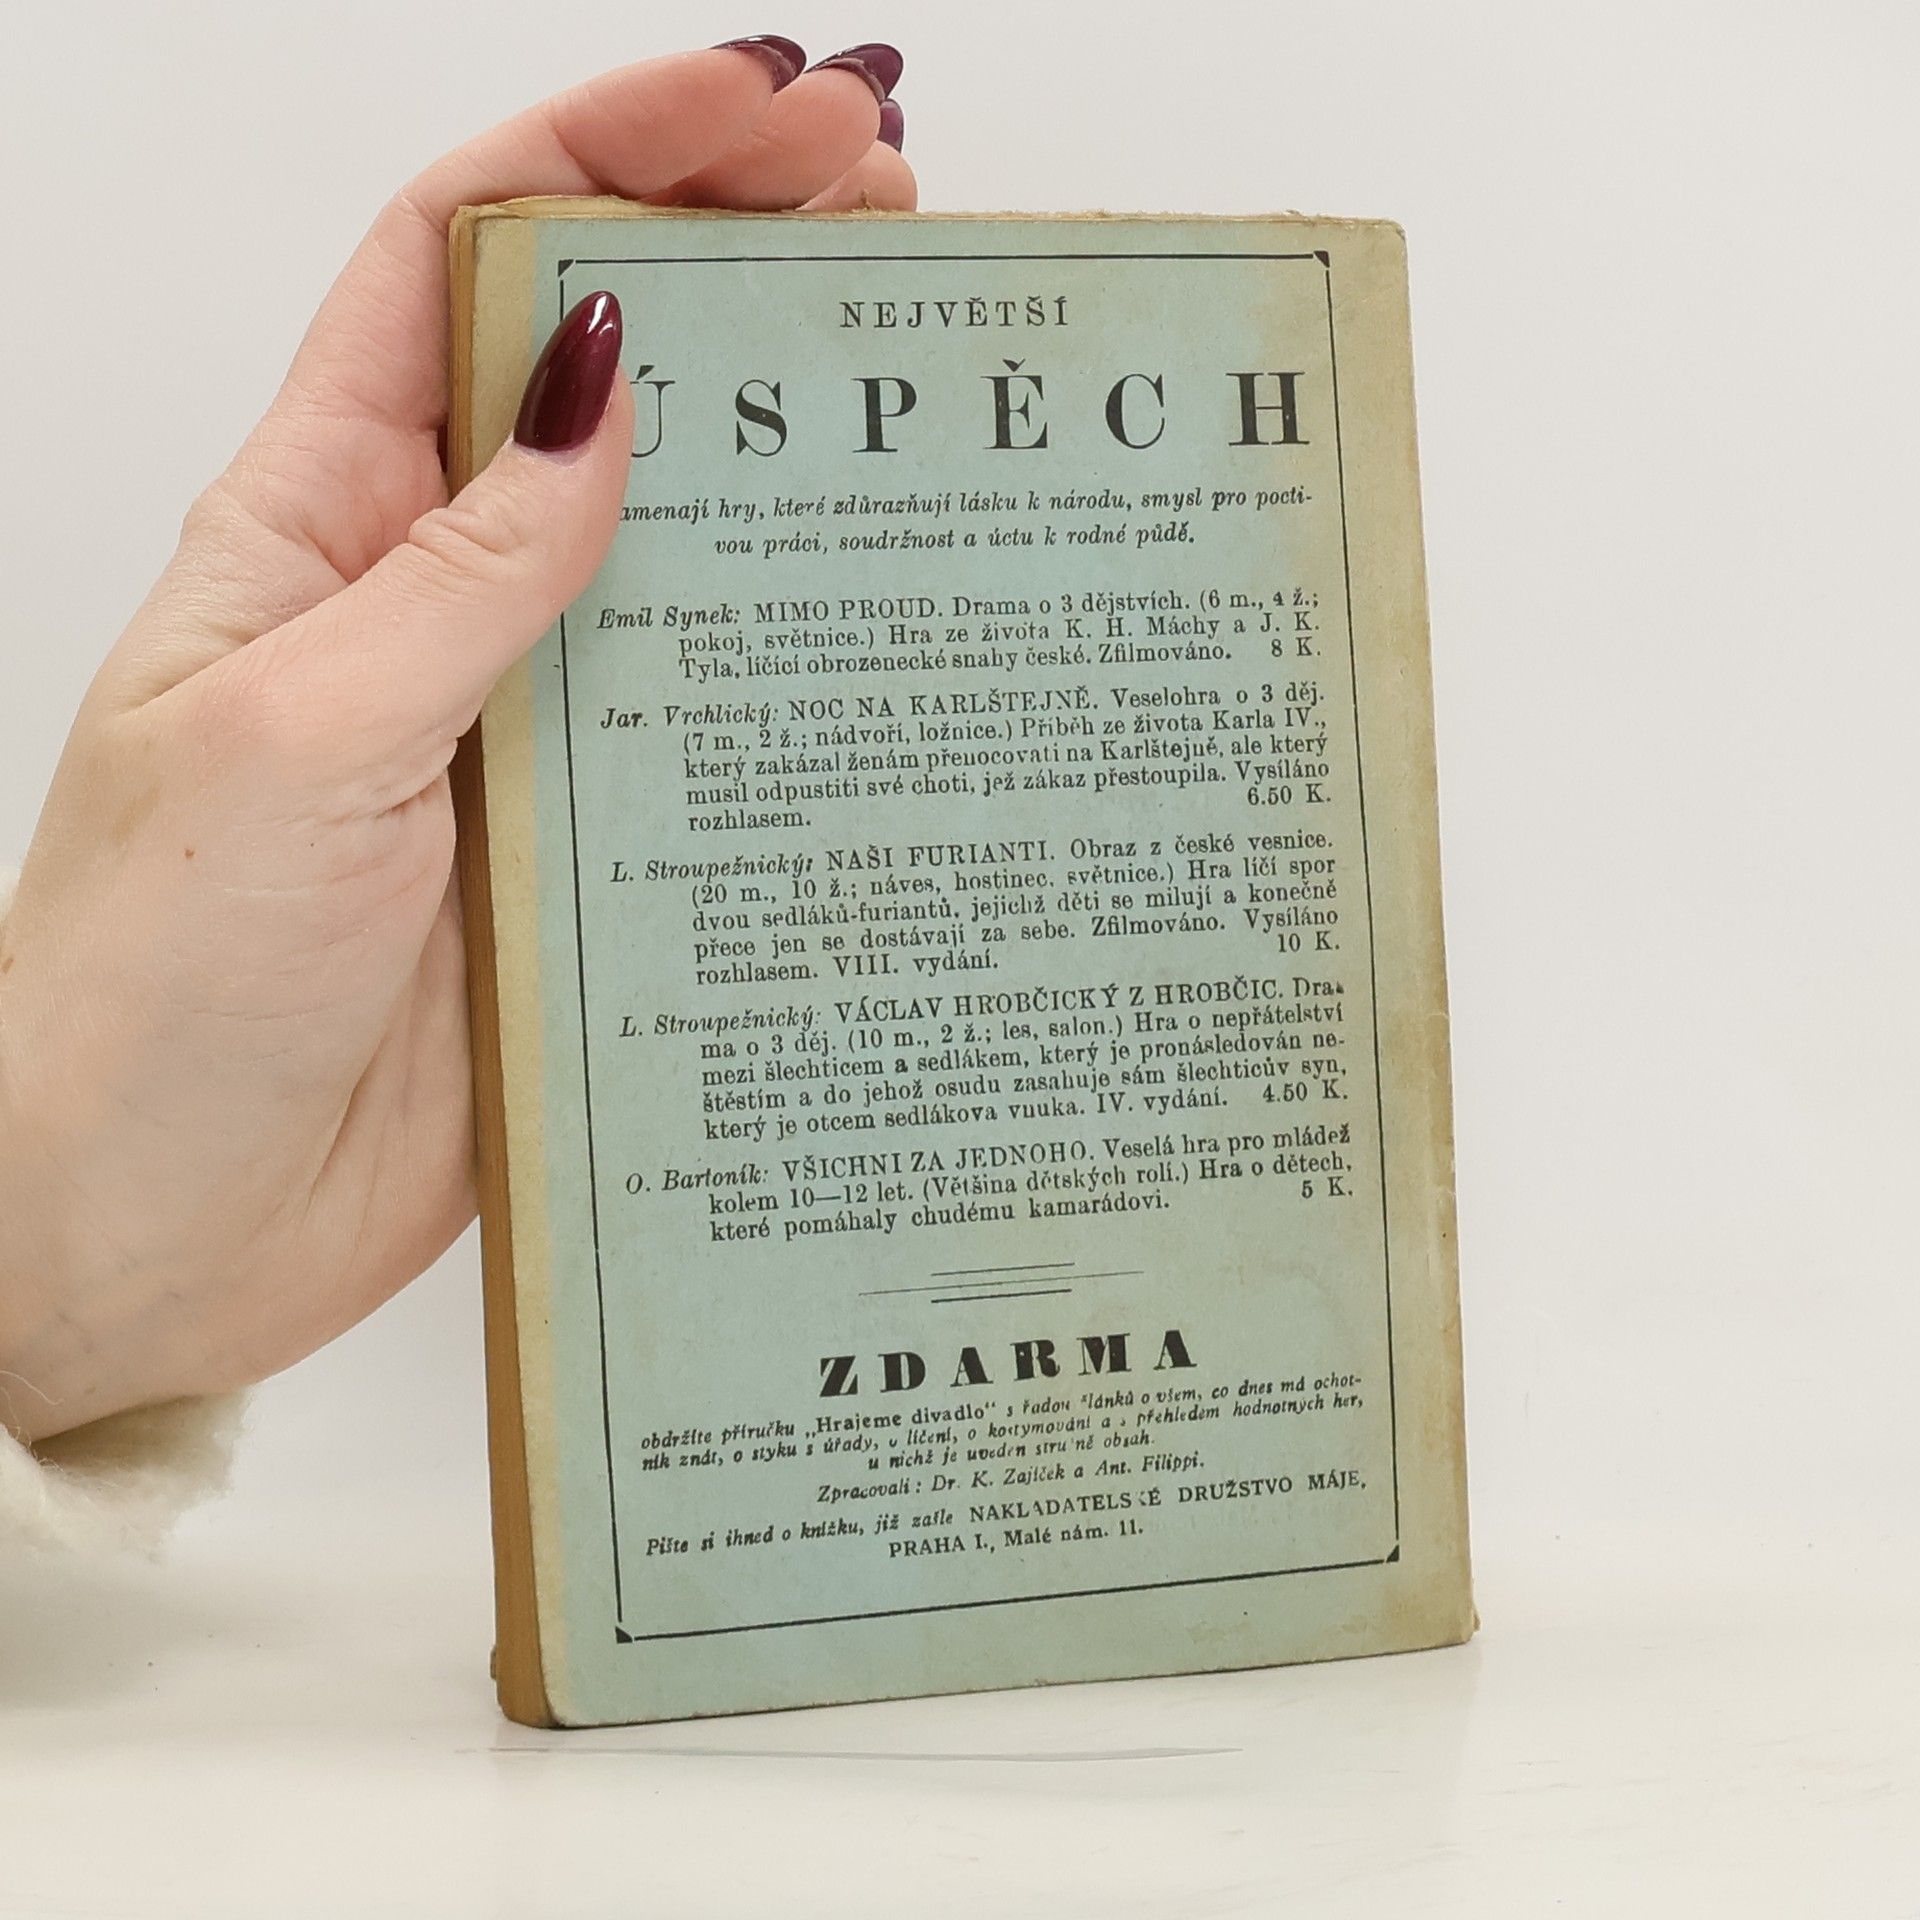 NEJVĚTŠÍ
ÚSPĚCH
amenají hry, které zdůrazňují lásku k národu, smysl pro pocti-
vou práci, soudržnost a úctu k rodné půdě.
Emil Synek: MIMO PROUD. Drama o 3 dějstvích. (6 m., 4 ž.;
pokoj, světnice.) Hra ze života K. H. Máchy a J. K.
Tyla, líčící obrozenecké snahy české. Zfilmováno. 8 K.
Jar. Vrchlický: NOC NA KARLŠTEJNĚ. Veselohra o 3 děj.
(7 m., 2 ž.; nádvoří, ložnice.) Příběh ze života Karla IV.,
který zakázal ženám přenocovati na Karlštejně, ale který
musil odpustiti své choti, jež zákaz přestoupila. Vysíláno
rozhlasem. 6.50 K.
L. Stroupežnický: NAŠI FURIANTI. Obraz z české vesnice.
(20 m., 10 ž.; náves, hostinec, světnice.) Hra líčí spor
dvou sedláků-furiantů, jejichž děti se milují a konečně
přece jen se dostávají za sebe. Zfilmováno. Vysíláno
rozhlasem. VIII. vydání. 10 K.
L. Stroupežnický: VÁCLAV HROBČICKÝ Z HROBČIC. Dra-
ma o 3 děj. (10 m., 2 ž.; les, salon.) Hra o nepřátelství
mezi šlechticem a sedlákem, který je pronásledován ne-
štěstím a do jehož osudu zasahuje sám šlechticův syn,
který je otcem sedlákova vnuka. IV. vydání. 4.50 K.
O. Bartoník: VŠICHNI ZA JEDNOHO. Veselá hra pro mládež
kolem 10—12 let. (Většina dětských rolí.) Hra o dětech,
které pomáhaly chudému kamarádovi. 5 K.
ZDARMA
obdržíte příručku „Hrajeme divadlo" s řadou článků o všem, co dnes má ochot-
ník znát, o styku s úřady, o líčení, o kostymování a s přehledem hodnotných her,
u nichž je uveden stručně obsah.
Zpracovali: Dr. K. Zajíček a Ant. Filippi.
Pište si ihned o knížku, již zašle NAKLADATELSKÉ DRUŽSTVO MÁJE,
PRAHA I., Malé nám. 11.